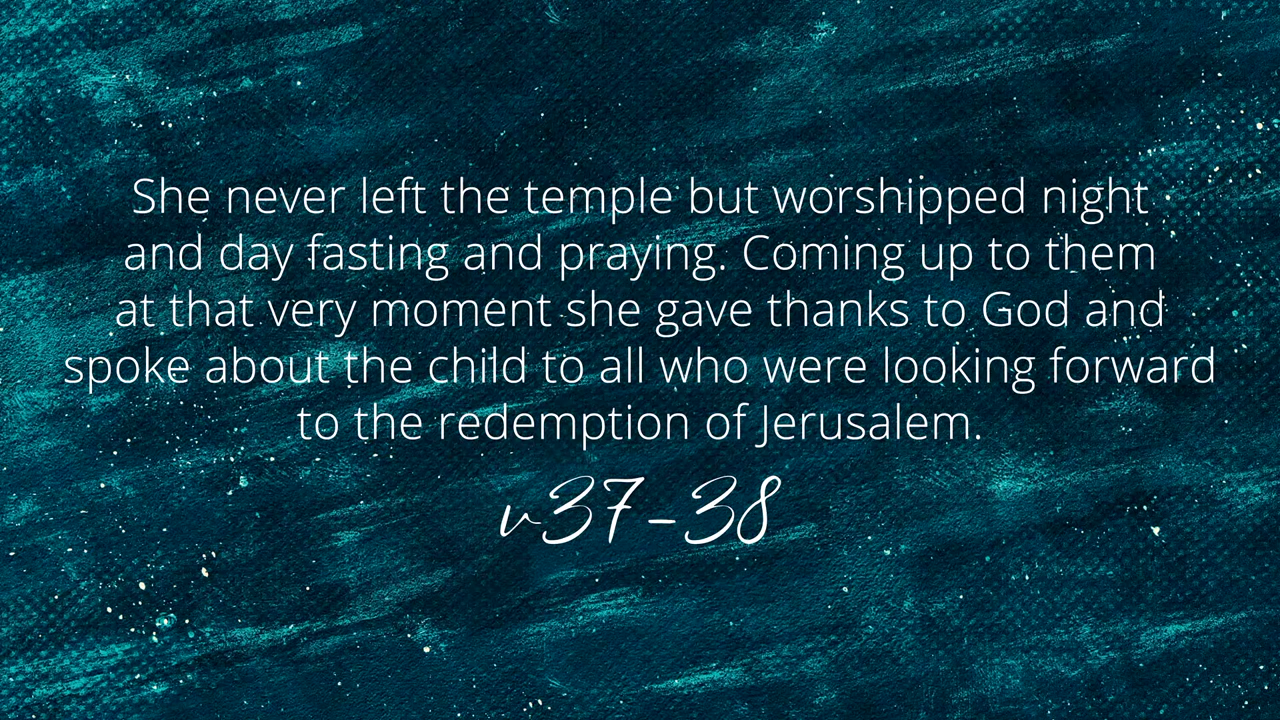 She never left the temple but worshipped night
and day fasting and praying. Coming up to them
at that very moment she gave thanks to God and
spoke about the child to all who were looking forward
to the redemption of Jerusalem.
v37-38